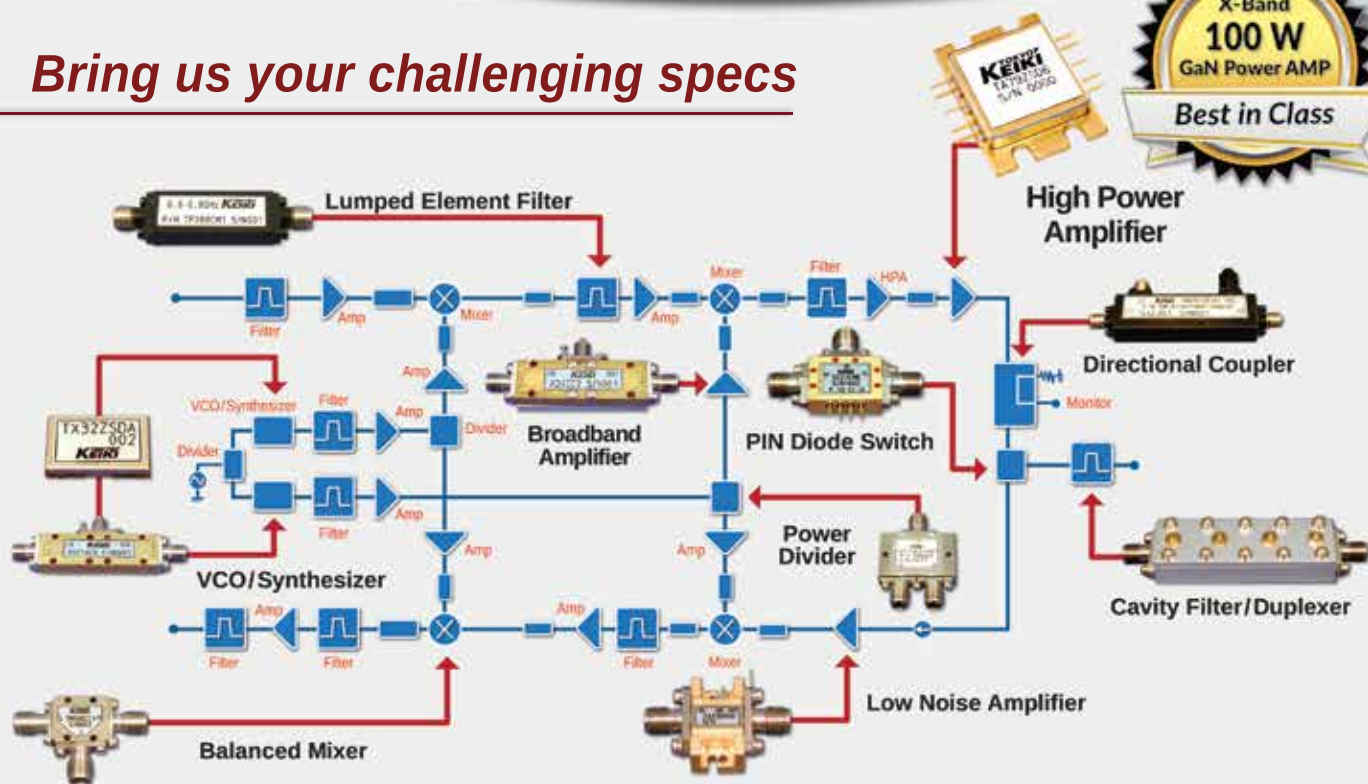 X-Band
100 W
GaN Power AMP
Best in Class
Bring us your challenging specs
KEIKI
S/N 0000
High Power
Amplifier
Lumped Element Filter
KEIKI
Mixer
Filter
HPA
Filter
Amp
Mixer
Amp
Directional Coupler
Amp
KEIKI
Monitor
VCO/Synthesizer
Filter
Amp
Divider
Broadband
Amplifier
PIN Diode Switch
TX32ZSDA
002
KEIKI
Divider
Filter
Amp
Power
Divider
Amp
Amp
VCO/Synthesizer
Cavity Filter/Duplexer
Amp
Amp
Filter
Filter
Filter
Mixer
Low Noise Amplifier
Balanced Mixer